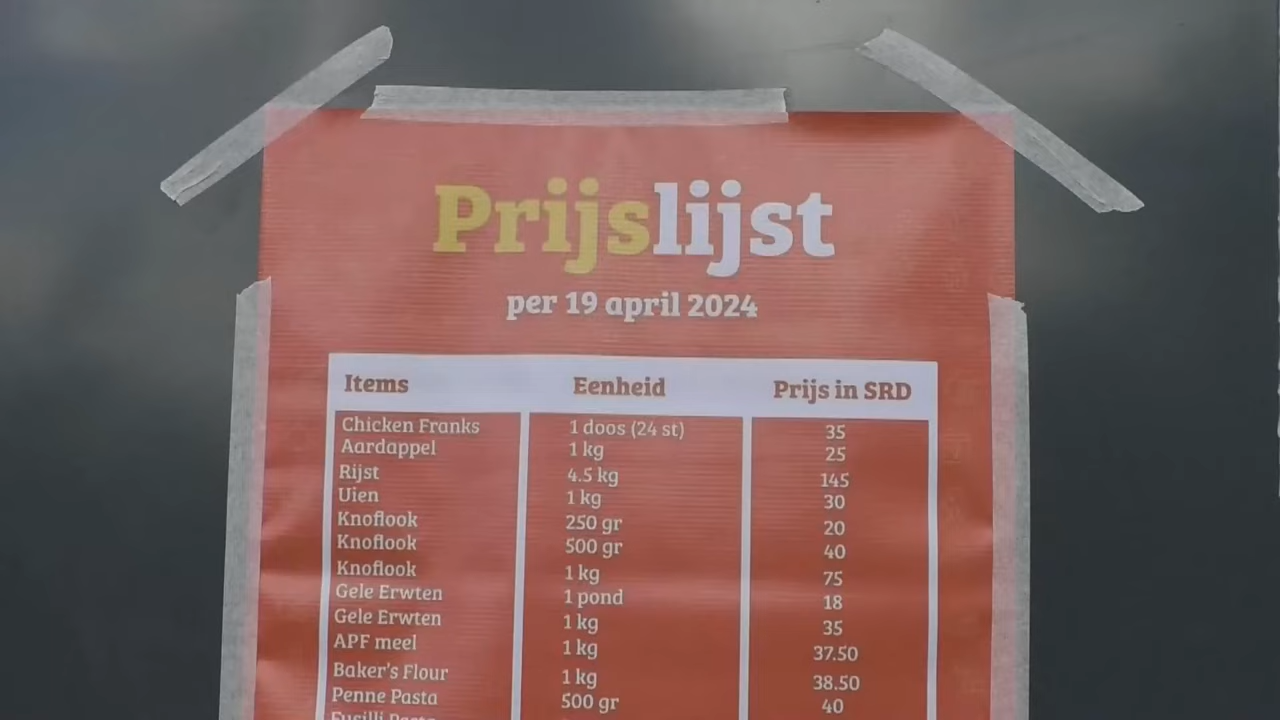 Prijslijst
per 19 april 2024
Items Eenheid Prijs in SRD
Chicken Franks 1 doos (24 st) 35
Aardappel 1 kg 25
Rijst 4.5 kg 145
Uien 1 kg 30
Knoflook 250 gr 20
Knoflook 500 gr 40
Knoflook 1 kg 75
Gele Erwten 1 pond 18
Gele Erwten 1 kg 35
APF meel 1 kg 37.50
Baker's Flour 1 kg 38.50
Penne Pasta 500 gr 40
Fusilli Pasta